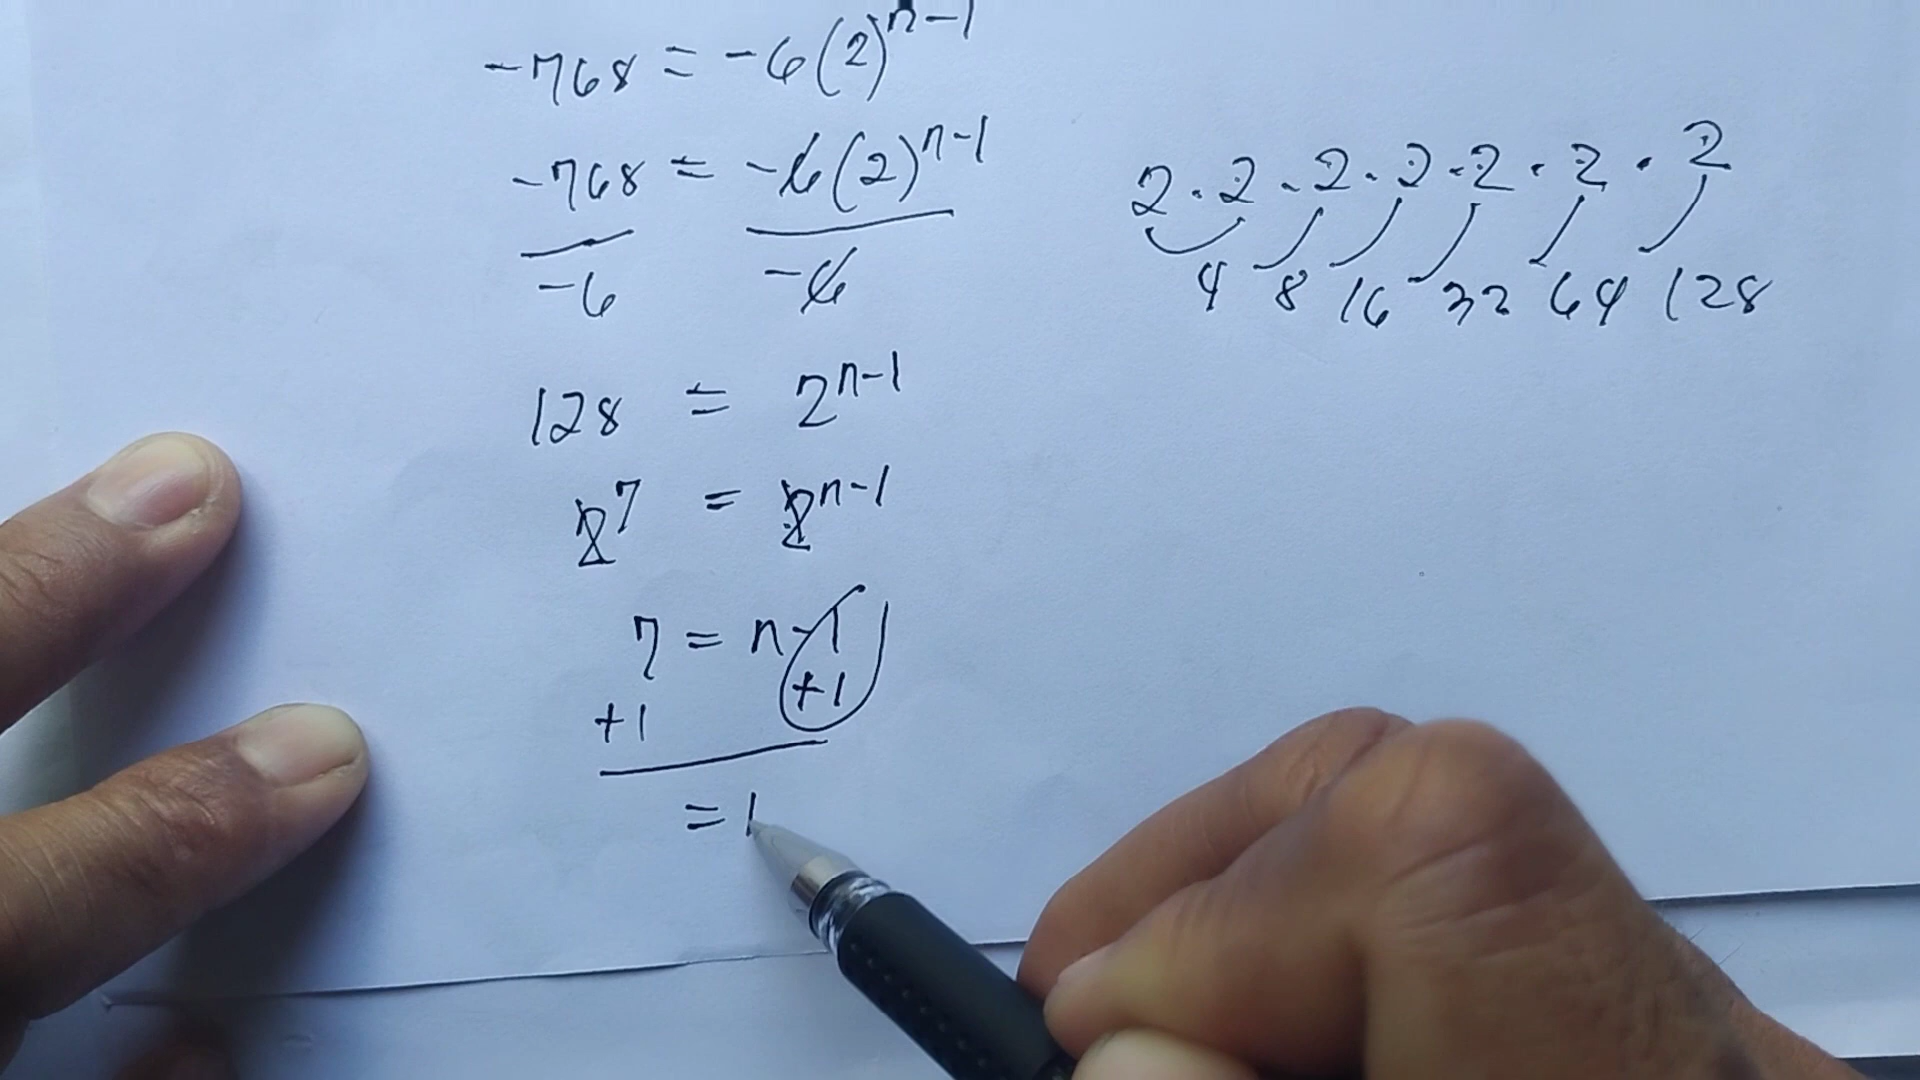 -768 = -6(2)^{n-1}
-768 = -6(2)^{n-1}
-6 -6
128 = 2^{n-1}
2^7 = 2^{n-1}
7 = n-1
+1 +1
=
2 · 2 · 2 · 2 · 2 · 2 · 2
4 8 16 32 64 128